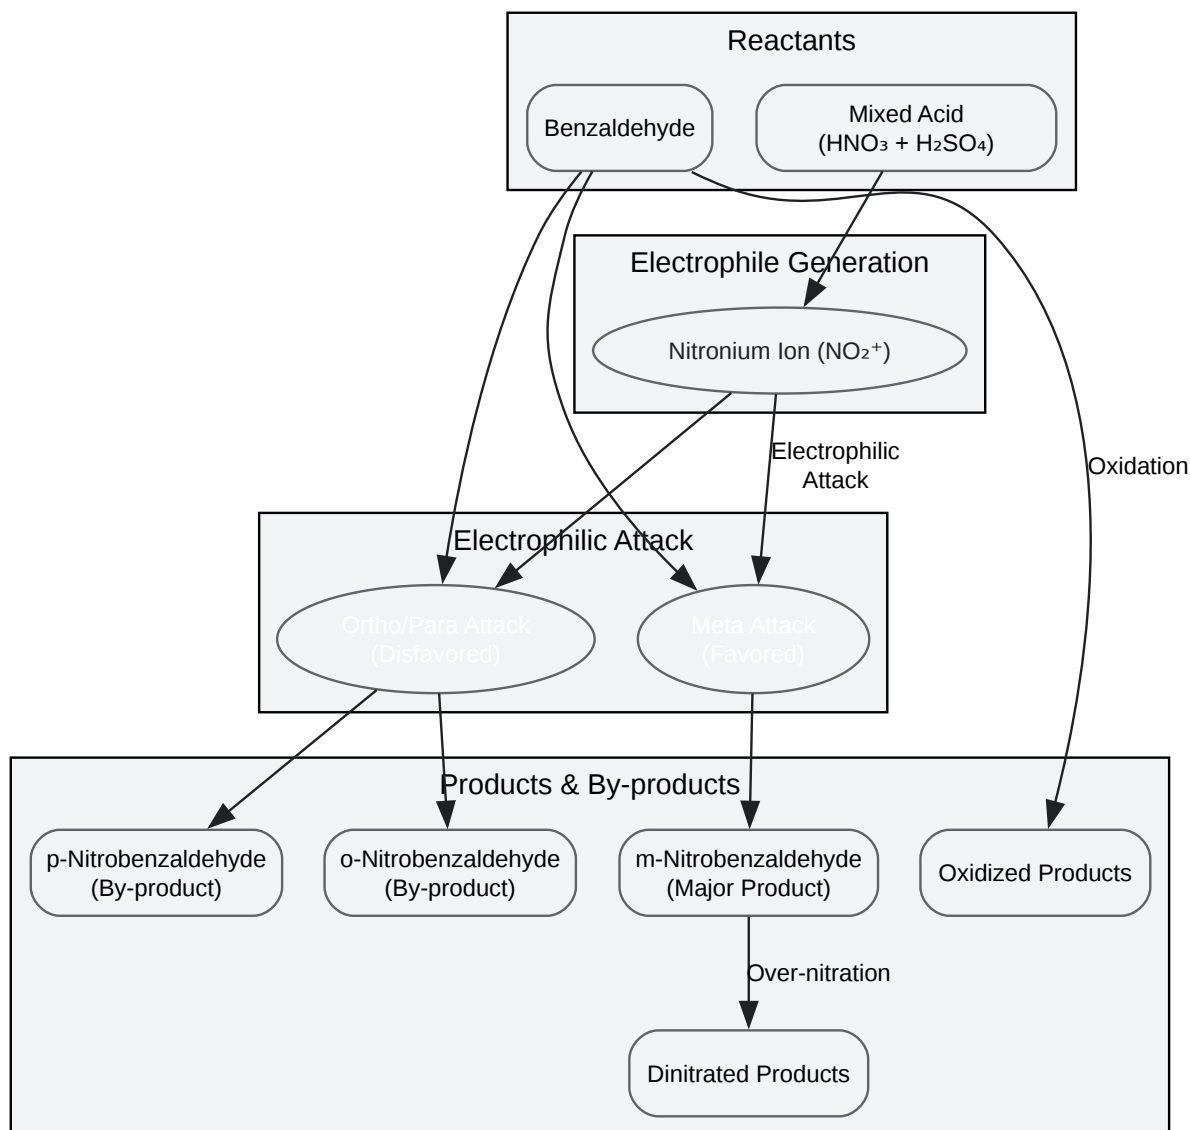 Reactants
Benzaldehyde
Mixed Acid
(HNO₃ + H₂SO₄)
Electrophile Generation
Nitronium Ion (NO₂⁺)
Electrophilic
Attack
Oxidation
Electrophilic Attack
Ortho/Para Attack
(Disfavored)
Meta Attack
(Favored)
Products & By-products
p-Nitrobenzaldehyde
(By-product)
o-Nitrobenzaldehyde
(By-product)
m-Nitrobenzaldehyde
(Major Product)
Oxidized Products
Over-nitration
Dinitrated Products